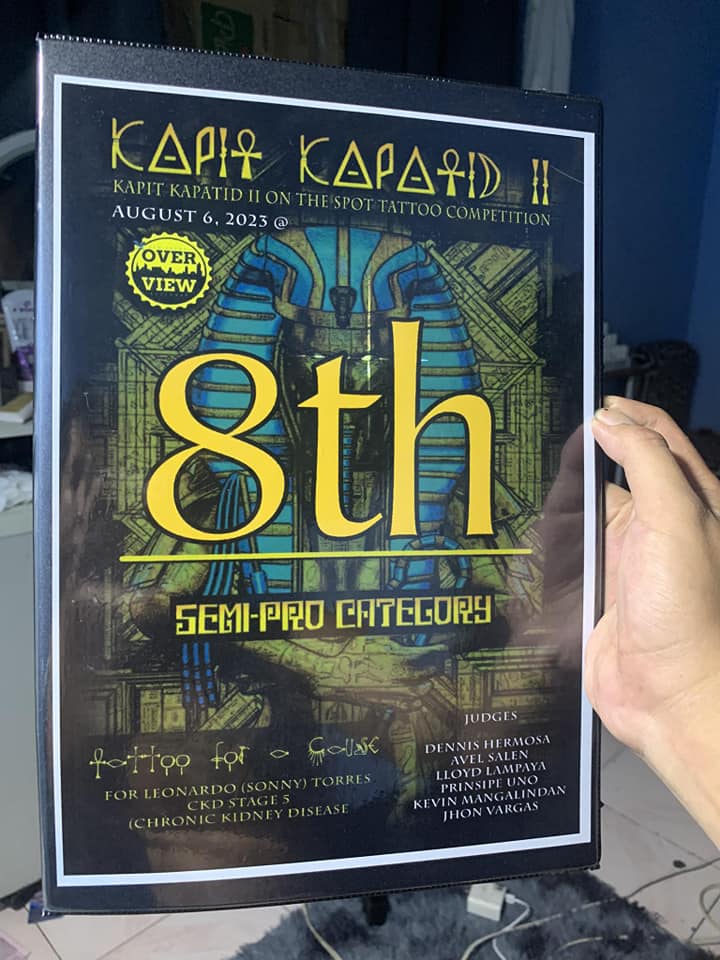 KAPIT KAPATID II
KAPIT KAPATID II ON THE SPOT TATTOO COMPETITION
AUGUST 6, 2023 @
OVER
VIEW
8th
SEMI-PRO CATEGORY
TATTOO FOR A CAUSE
FOR LEONARDO (SONNY) TORRES
CKD STAGE 5
(CHRONIC KIDNEY DISEASE
JUDGES
DENNIS HERMOSA
AVEL SALEN
LLOYD LAMPAYA
PRINSIPE UNO
KEVIN MANGALINDAN
JHON VARGAS